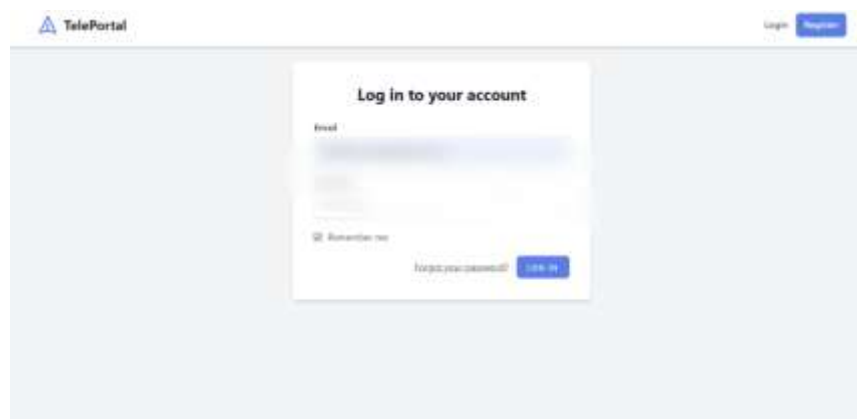 TelePortal
Login Register
Log in to your account
Email
Remember me
Forgot your password? LOG IN